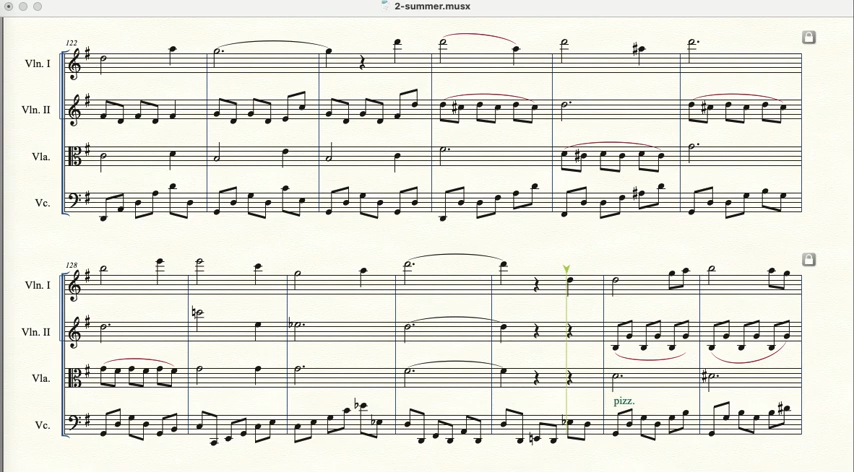 2-summer.musx
122
Vln. I
Vln. II
Vla.
Vc.
128
Vln. I
Vln. II
Vla.
pizz.
Vc.